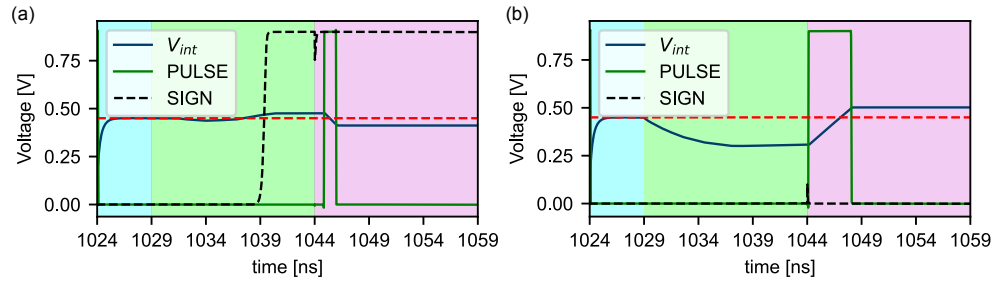 (a)
Voltage [V]
0.75
0.50
0.25
0.00
V_int
PULSE
SIGN
1024 1029 1034 1039 1044 1049 1054 1059
time [ns]
(b)
Voltage [V]
0.75
0.50
0.25
0.00
V_int
PULSE
SIGN
1024 1029 1034 1039 1044 1049 1054 1059
time [ns]